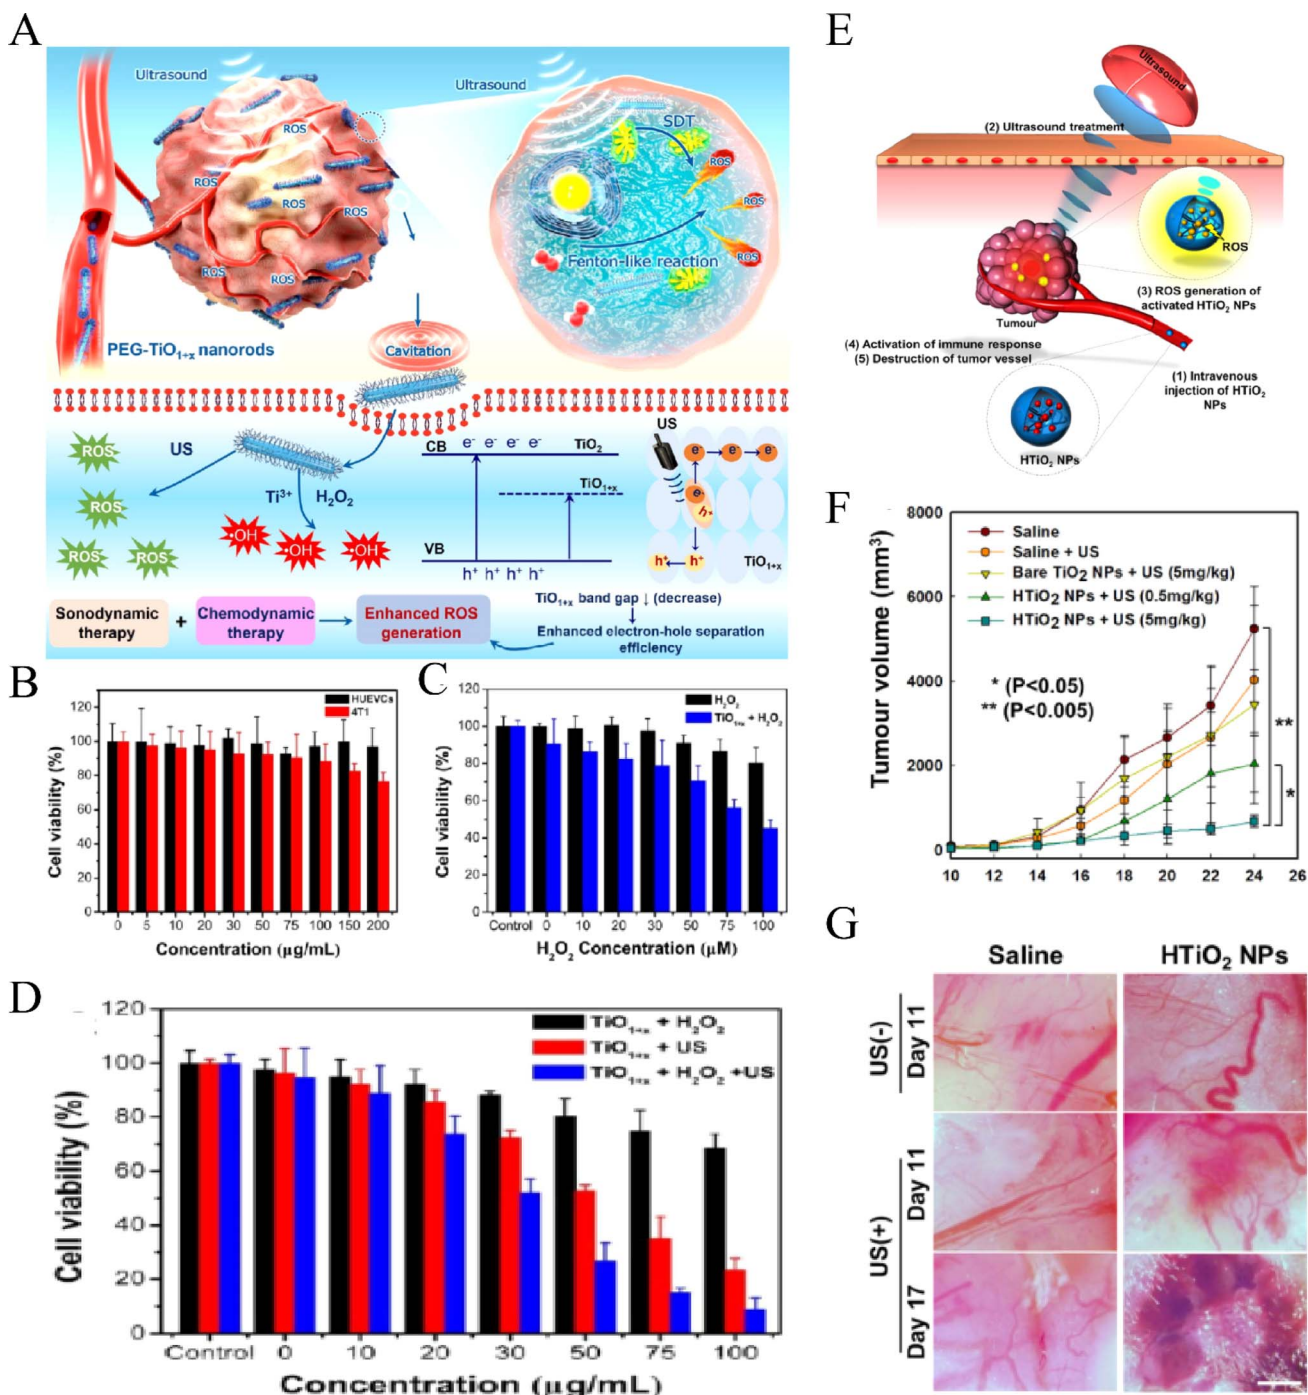 A
Ultrasound
Ultrasound
SDT
ROS
ROS
ROS
ROS
ROS
ROS
ROS
ROS
ROS
ROS
Fenton-like reaction
PEG-TiO₁₊ₓ nanorods
Cavitation
US
ROS
ROS
ROS
ROS
Ti³⁺ H₂O₂
·OH ·OH ·OH
CB e⁻ e⁻ e⁻ e⁻ TiO₂
TiO₁₊ₓ
VB
h⁺ h⁺ h⁺ h⁺
US
e⁻ e⁻ e⁻
e⁻
h⁺
h⁺ h⁺
TiO₁₊ₓ
Sonodynamic therapy + Chemodynamic therapy
Enhanced ROS generation
TiO₁₊ₓ band gap ↓ (decrease)
Enhanced electron-hole separation
efficiency
B
HUEVCs
4T1
Cell viability (%)
120
100
80
60
40
20
0
0 5 10 20 30 50 75 100 150 200
Concentration (μg/mL)
C
H₂O₂
TiO₁₊ₓ + H₂O₂
Cell viability (%)
120
100
80
60
40
20
0
Control 0 10 20 30 50 75 100
H₂O₂ Concentration (μM)
D
TiO₁₊ₓ + H₂O₂
TiO₁₊ₓ + US
TiO₁₊ₓ + H₂O₂ +US
Cell viability (%)
120
100
80
60
40
20
0
Control 0 10 20 30 50 75 100
Concentration (μg/mL)
E
Ultrasound
(2) Ultrasound treatment
ROS
(3) ROS generation of
activated HTiO₂ NPs
Tumour
(4) Activation of immune response
(5) Destruction of tumor vessel
(1) Intravenous
injection of HTiO₂
NPs
HTiO₂ NPs
F
Saline
Saline + US
Bare TiO₂ NPs + US (5mg/kg)
HTiO₂ NPs + US (0.5mg/kg)
HTiO₂ NPs + US (5mg/kg)
* (P<0.05)
** (P<0.005)
**
*
Tumour volume (mm³)
8000
6000
4000
2000
0
10 12 14 16 18 20 22 24 26
G
Saline HTiO₂ NPs
US(-)
Day 11
US(+)
Day 11
Day 17